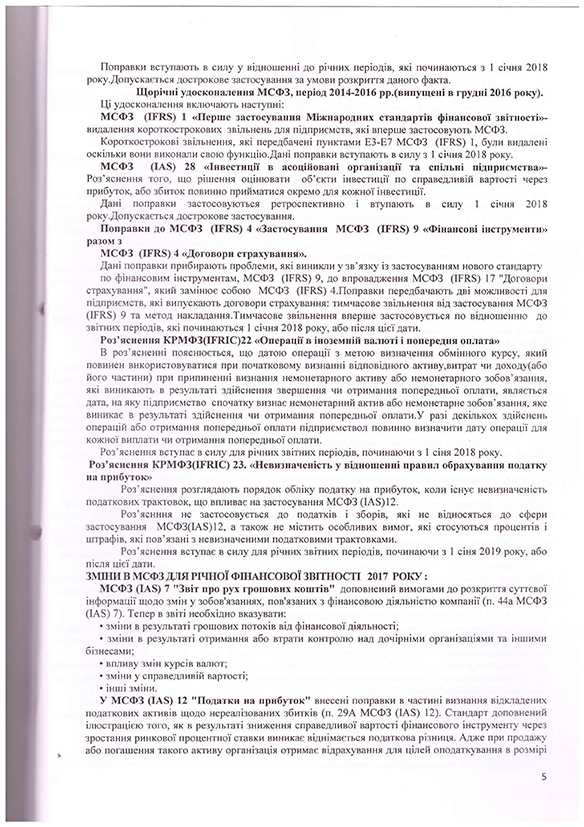 Поправки вступають в силу у відношенні до річних періодів, які починаються з 1 січня 2018
року.Допускається дострокове застосування за умови розкриття даного факта.
Щорічні удосконалення МСФЗ, період 2014-2016 рр.(випущені в грудні 2016 року).
Ці удосконалення включають наступні:
МСФЗ (IFRS) 1 «Перше застосування Міжнародних стандартів фінансової звітності»-
видалення короткострокових звільнень для підприємств, які вперше застосовують МСФЗ.
Короткострокові звільнення, які передбачені пунктами Е3-Е7 МСФЗ (IFRS) 1, були видалені
оскільки вони виконали свою функцію.Дані поправки вступають в силу з 1 січня 2018 року.
МСФЗ (IAS) 28 «Інвестиції в асоційовані організації та спільні підприємства»-
Роз’яснення того, що рішення оцінювати об’єкти інвестиції по справедливій вартості через
прибуток, або збиток повинно прийматися окремо для кожної інвестиції.
Дані поправки застосовуються ретроспективно і втупають в силу 1 січня 2018
року.Допускається дострокове застосування.
Поправки до МСФЗ (IFRS) 4 «Застосування МСФЗ (IFRS) 9 «Фінансові інструменти»
разом з
МСФЗ (IFRS) 4 «Договори страхування».
Дані поправки прибирають проблеми, які виникли у зв’язку із застосуванням нового стандарту
по фінансовим інструментам, МСФЗ (IFRS) 9, до впровадження МСФЗ (IFRS) 17 "Договори
страхування", який замінює собою МСФЗ (IFRS) 4.Поправки передбачають дві можливості для
підприємств, які випускають договори страхування: тимчасове звільнення від застосування МСФЗ
(IFRS) 9 та метод накладання.Тимчасове звільнення вперше застосовується по відношенню до
звітних періодів, які починаються 1 січня 2018 року, або після цієї дати.
Роз’яснення КРМФЗ(IFRIC)22 «Операції в іноземній валюті і попередня оплата»
В роз’ясненні пояснюється, що датою операції з метою визначення обмінного курсу, який
повинен використовуватися при початковому визнанні відповідного активу,витрат чи доходу(або
його частини) при припиненні визнання немонетарного активу або немонетарного зобов’язання,
які виникають в результаті здійснення звершення чи отримання попередньої оплати, являється
дата, на яку підприємство спочатку визнає немонетарний актив або немонетарне зобов’язання, яке
виникає в результаті здійснення чи отримання попередньої оплати.У разі декількох здійснень
операцій або отримання попередньої оплати підприємствол повинно визначити дату операції для
кожної виплати чи отримання попередньої оплати.
Роз’яснення вступає в силу для річних звітних періодів, починаючи з 1 січня 2018 року.
Роз’яснення КРМФЗ(IFRIC) 23. «Невизначеність у відношенні правил обрахування податку
на прибуток»
Роз’яснення розглядають порядок обліку податку на прибуток, коли існує невизначеність
податкових трактовок, що впливає на застосування МСФЗ (IAS)12.
Роз’яснння не застосовується до податків і зборів, які не відносяться до сфери
застосування МСФЗ(IAS)12, а також не містить особливих вимог, які стосуються процентів і
штрафів, які пов’язані з невизначеними податковими трактовками.
Роз’яснення вступає в силу для річних звітних періодів, починаючи з 1 січня 2019 року, або
після цієї дати.
ЗМІНИ В МСФЗ ДЛЯ РІЧНОЇ ФІНАНСОВОЇ ЗВІТНОСТІ 2017 РОКУ :
МСФЗ (IAS) 7 "Звіт про рух грошових коштів" доповнений вимогами до розкриття суттєвої
інформації щодо змін у зобов'язаннях, пов'язаних з фінансовою діяльністю компанії (п. 44а МСФЗ
(IAS) 7). Тепер в звіті необхідно вказувати:
• зміни в результаті грошових потоків від фінансової діяльності;
• зміни в результаті отримання або втрати контролю над дочірніми організаціями та іншими
бізнесами;
• впливу змін курсів валют;
• зміни у справедливій вартості;
• інші зміни.
У МСФЗ (IAS) 12 "Податки на прибуток" внесені поправки в частині визнання відкладених
податкових активів щодо нереалізованих збитків (п. 29А МСФЗ (IAS) 12). Стандарт доповнений
ілюстрацією того, як в результаті зниження справедливої вартості фінансового інструменту через
зростання ринкової процентної ставки виникає віднімається податкова різниця. Адже при продажу
або погашення такого активу організація отримає відрахування для цілей оподаткування в розмірі
5